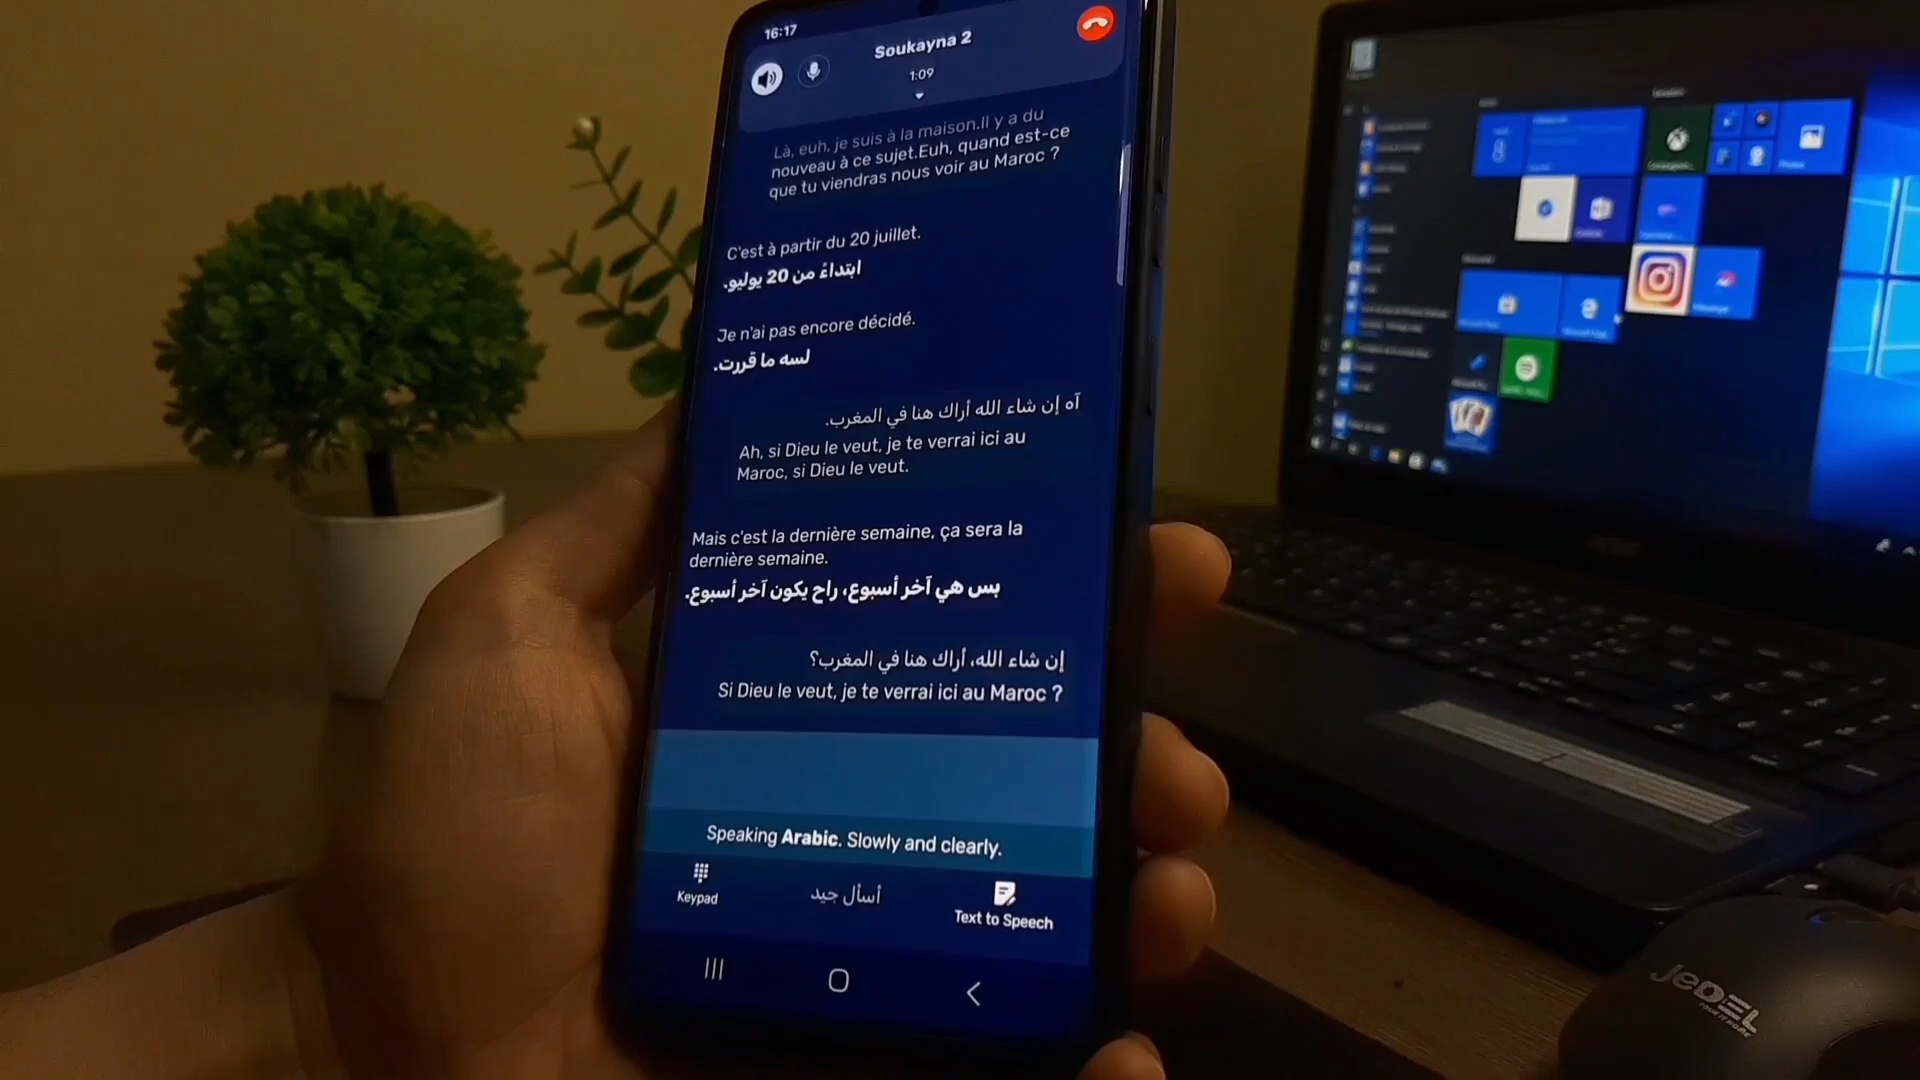 16:17
Soukayna 2
1:09
Là, euh, je suis à la maison.Il y a du
nouveau à ce sujet.Euh, quand est-ce
que tu viendras nous voir au Maroc ?
C'est à partir du 20 juillet.
ابتداءً من 20 يوليو.
Je n'ai pas encore décidé.
لسه ما قررت.
آه إن شاء الله أراك هنا في المغرب.
Ah, si Dieu le veut, je te verrai ici au
Maroc, si Dieu le veut.
Mais c'est la dernière semaine, ça sera la
dernière semaine.
بس هي آخر أسبوع، راح يكون آخر أسبوع.
إن شاء الله، أراك هنا في المغرب؟
Si Dieu le veut, je te verrai ici au Maroc ?
Speaking Arabic. Slowly and clearly.
Keypad
أسأل جيد
Text to Speech
JEDEL